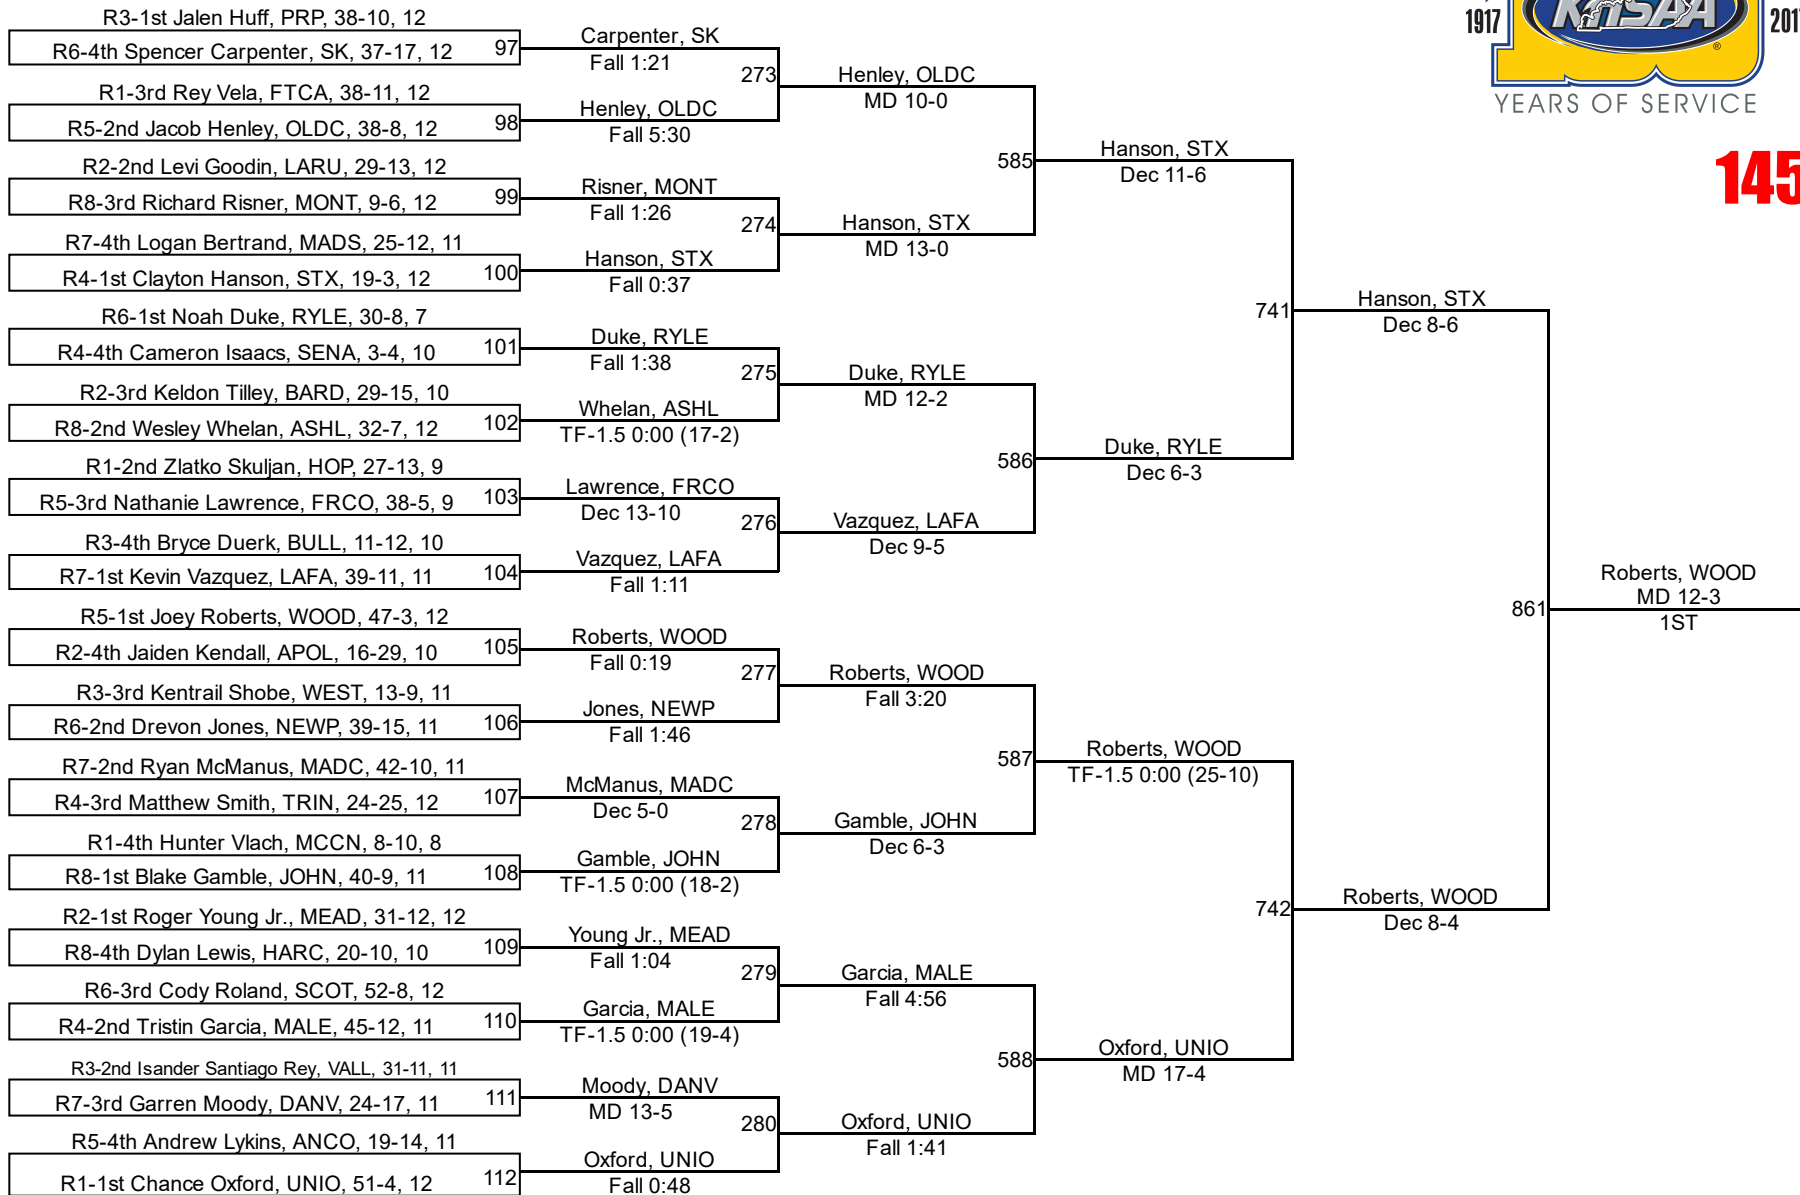 R3-1st Jalen Huff, PRP, 38-10, 12
R6-4th Spencer Carpenter, SK, 37-17, 12
97
R1-3rd Rey Vela, FTCA, 38-11, 12
R5-2nd Jacob Henley, OLDC, 38-8, 12
98
R2-2nd Levi Goodin, LARU, 29-13, 12
R8-3rd Richard Risner, MONT, 9-6, 12
99
R7-4th Logan Bertrand, MADS, 25-12, 11
R4-1st Clayton Hanson, STX, 19-3, 12
100
R6-1st Noah Duke, RYLE, 30-8, 7
R4-4th Cameron Isaacs, SENA, 3-4, 10
101
R2-3rd Keldon Tilley, BARD, 29-15, 10
R8-2nd Wesley Whelan, ASHL, 32-7, 12
102
R1-2nd Zlatko Skuljan, HOP, 27-13, 9
R5-3rd Nathanie Lawrence, FRCO, 38-5, 9
103
R3-4th Bryce Duerk, BULL, 11-12, 10
R7-1st Kevin Vazquez, LAFA, 39-11, 11
104
R5-1st Joey Roberts, WOOD, 47-3, 12
R2-4th Jaiden Kendall, APOL, 16-29, 10
105
R3-3rd Kentrail Shobe, WEST, 13-9, 11
R6-2nd Drevon Jones, NEWP, 39-15, 11
106
R7-2nd Ryan McManus, MADC, 42-10, 11
R4-3rd Matthew Smith, TRIN, 24-25, 12
107
R1-4th Hunter Vlach, MCCN, 8-10, 8
R8-1st Blake Gamble, JOHN, 40-9, 11
108
R2-1st Roger Young Jr., MEAD, 31-12, 12
R8-4th Dylan Lewis, HARC, 20-10, 10
109
R6-3rd Cody Roland, SCOT, 52-8, 12
R4-2nd Tristin Garcia, MALE, 45-12, 11
110
R3-2nd Isander Santiago Rey, VALL, 31-11, 11
R7-3rd Garren Moody, DANV, 24-17, 11
111
R5-4th Andrew Lykins, ANCO, 19-14, 11
R1-1st Chance Oxford, UNIO, 51-4, 12
112
Carpenter, SK
Fall 1:21
273
Henley, OLDC
Fall 5:30
Risner, MONT
Fall 1:26
274
Hanson, STX
Fall 0:37
Duke, RYLE
Fall 1:38
275
Whelan, ASHL
TF-1.5 0:00 (17-2)
Lawrence, FRCO
Dec 13-10
276
Vazquez, LAFA
Fall 1:11
Roberts, WOOD
Fall 0:19
277
Jones, NEWP
Fall 1:46
McManus, MADC
Dec 5-0
278
Gamble, JOHN
TF-1.5 0:00 (18-2)
Young Jr., MEAD
Fall 1:04
279
Garcia, MALE
TF-1.5 0:00 (19-4)
Moody, DANV
MD 13-5
280
Oxford, UNIO
Fall 0:48
Henley, OLDC
MD 10-0
585
Hanson, STX
MD 13-0
Duke, RYLE
MD 12-2
586
Vazquez, LAFA
Dec 9-5
Roberts, WOOD
Fall 3:20
587
Gamble, JOHN
Dec 6-3
Garcia, MALE
Fall 4:56
588
Oxford, UNIO
Fall 1:41
Hanson, STX
Dec 11-6
741
Duke, RYLE
Dec 6-3
Roberts, WOOD
TF-1.5 0:00 (25-10)
742
Oxford, UNIO
MD 17-4
Hanson, STX
Dec 8-6
861
Roberts, WOOD
Dec 8-4
Roberts, WOOD
MD 12-3
1ST
1917
KHSAA
®
201
YEARS OF SERVICE
145